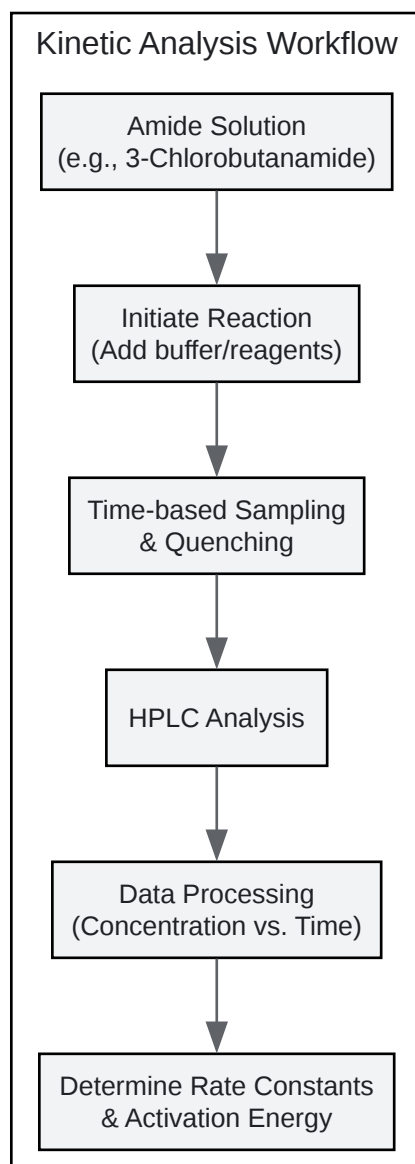 Kinetic Analysis Workflow
Amide Solution
(e.g., 3-Chlorobutanamide)
Initiate Reaction
(Add buffer/reagents)
Time-based Sampling
& Quenching
HPLC Analysis
Data Processing
(Concentration vs. Time)
Determine Rate Constants
& Activation Energy